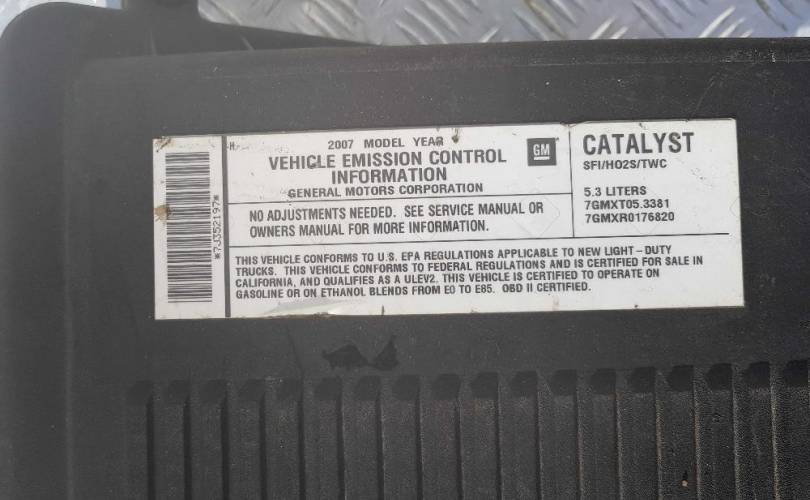 *7J352197*
-H-
2007 MODEL YEAR
VEHICLE EMISSION CONTROL
INFORMATION
GENERAL MOTORS CORPORATION
GM
NO ADJUSTMENTS NEEDED. SEE SERVICE MANUAL OR
OWNERS MANUAL FOR MORE INFORMATION.
CATALYST
SFI/HO2S/TWC
5.3 LITERS
7GMXT05.3381
7GMXR0176820
THIS VEHICLE CONFORMS TO U.S. EPA REGULATIONS APPLICABLE TO NEW LIGHT-DUTY
TRUCKS. THIS VEHICLE CONFORMS TO FEDERAL REGULATIONS AND IS CERTIFIED FOR SALE IN
CALIFORNIA, AND QUALIFIES AS A ULEV2. THIS VEHICLE IS CERTIFIED TO OPERATE ON
GASOLINE OR ON ETHANOL BLENDS FROM E0 TO E85. OBD II CERTIFIED.